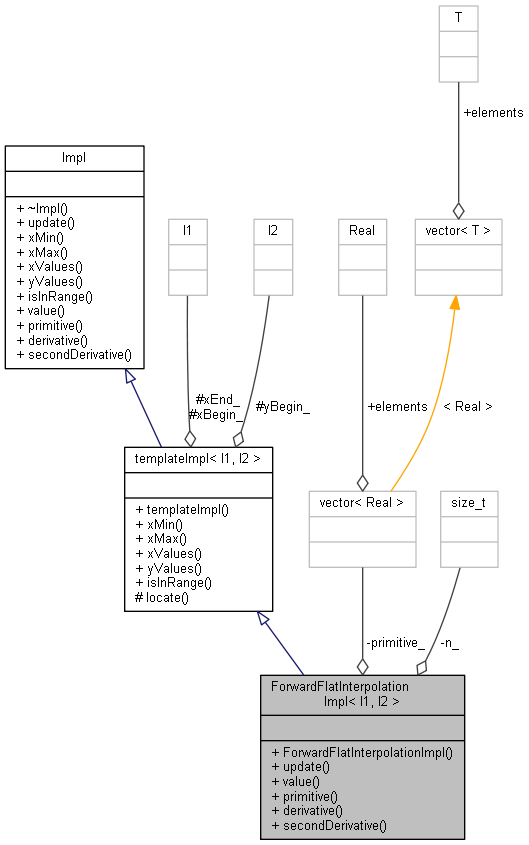 T
+elements
Impl
+ ~Impl()
+ update()
+ xMin()
+ xMax()
+ xValues()
+ yValues()
+ isInRange()
+ value()
+ primitive()
+ derivative()
+ secondDerivative()
I1
I2
Real
vector< T >
#xEnd_
#xBegin_
#yBegin_
+elements
< Real >
templateImpl< I1, I2 >
+ templateImpl()
+ xMin()
+ xMax()
+ xValues()
+ yValues()
+ isInRange()
# locate()
vector< Real >
size_t
-primitive_
-n_
ForwardFlatInterpolation
Impl< I1, I2 >
+ ForwardFlatInterpolationImpl()
+ update()
+ value()
+ primitive()
+ derivative()
+ secondDerivative()